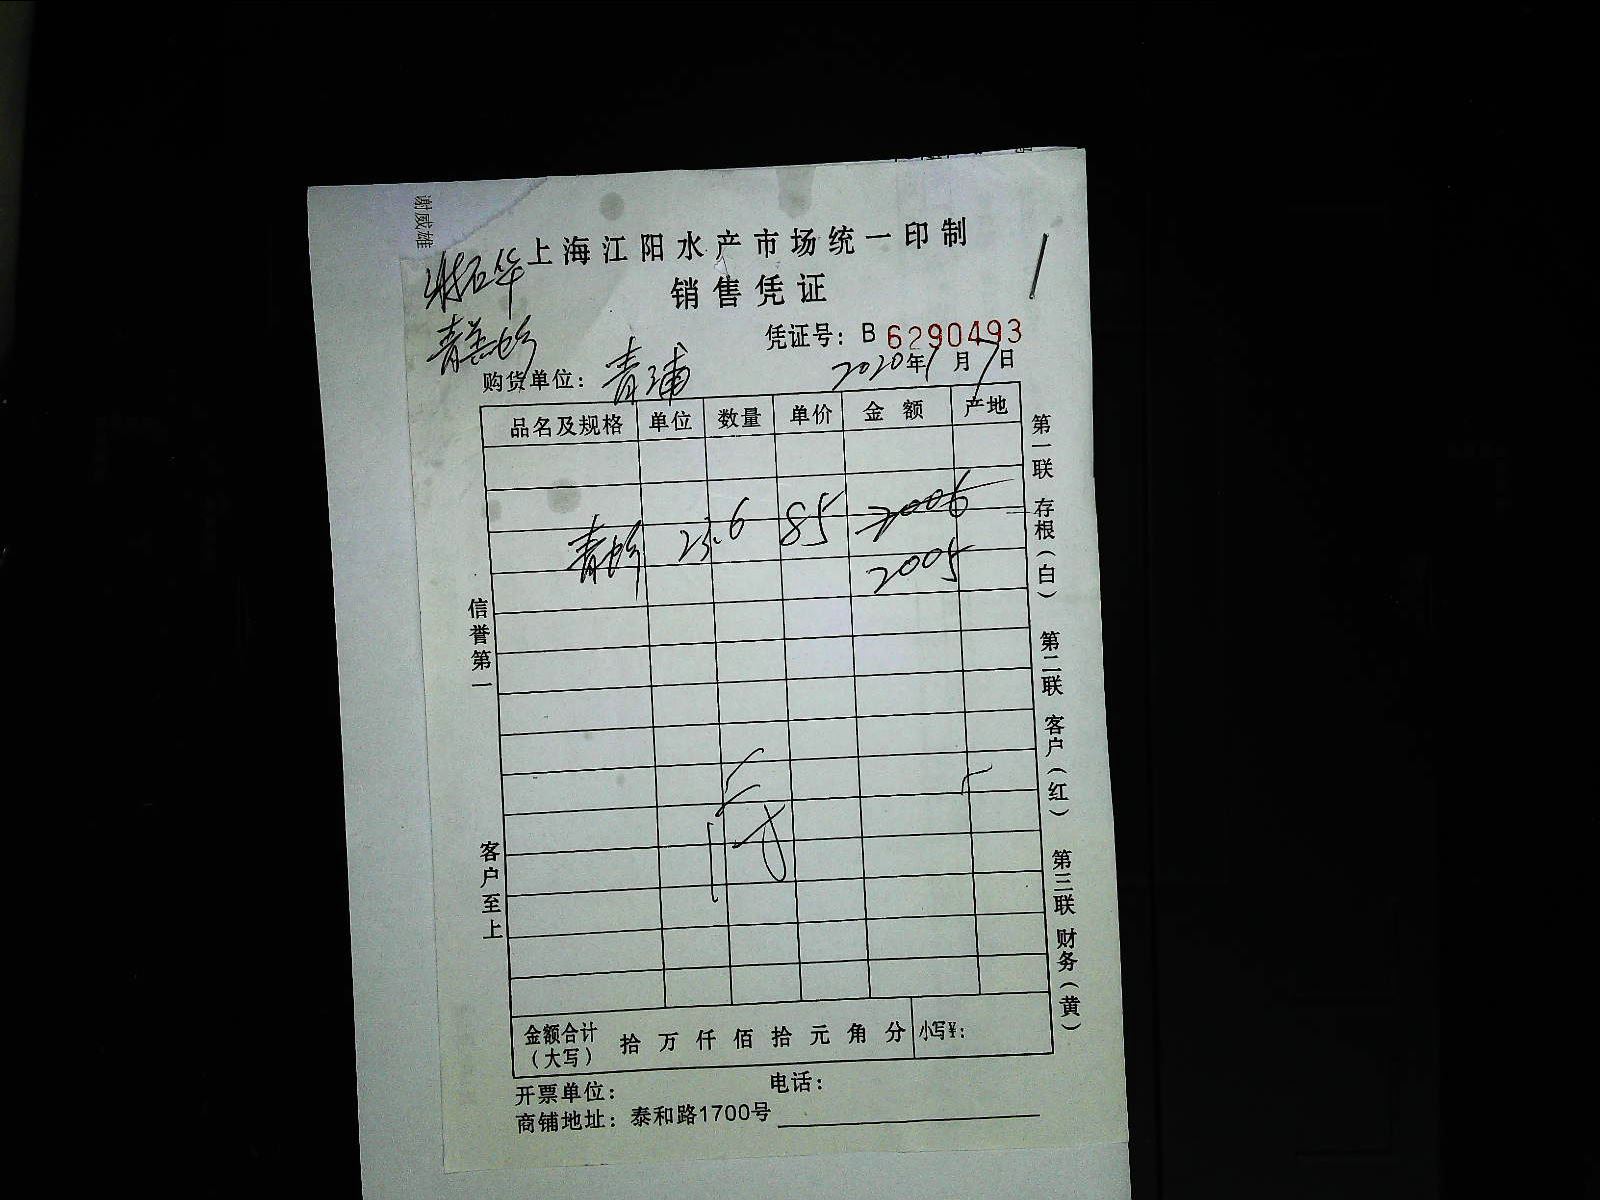 谢威雄
上海江阳水产市场统一印制
销售凭证
凭证号：B 6290493
购货单位：青浦 2020年1月7日
品名及规格 单位 数量 单价 金额 产地
23.6 85 2006
2005
信誉第一
客户至上
第一联 存根（白）
第二联 客户（红）
第三联 财务（黄）
金额合计（大写） 拾 万 仟 佰 拾 元 角 分 小写¥：
开票单位： 电话：
商铺地址：泰和路1700号